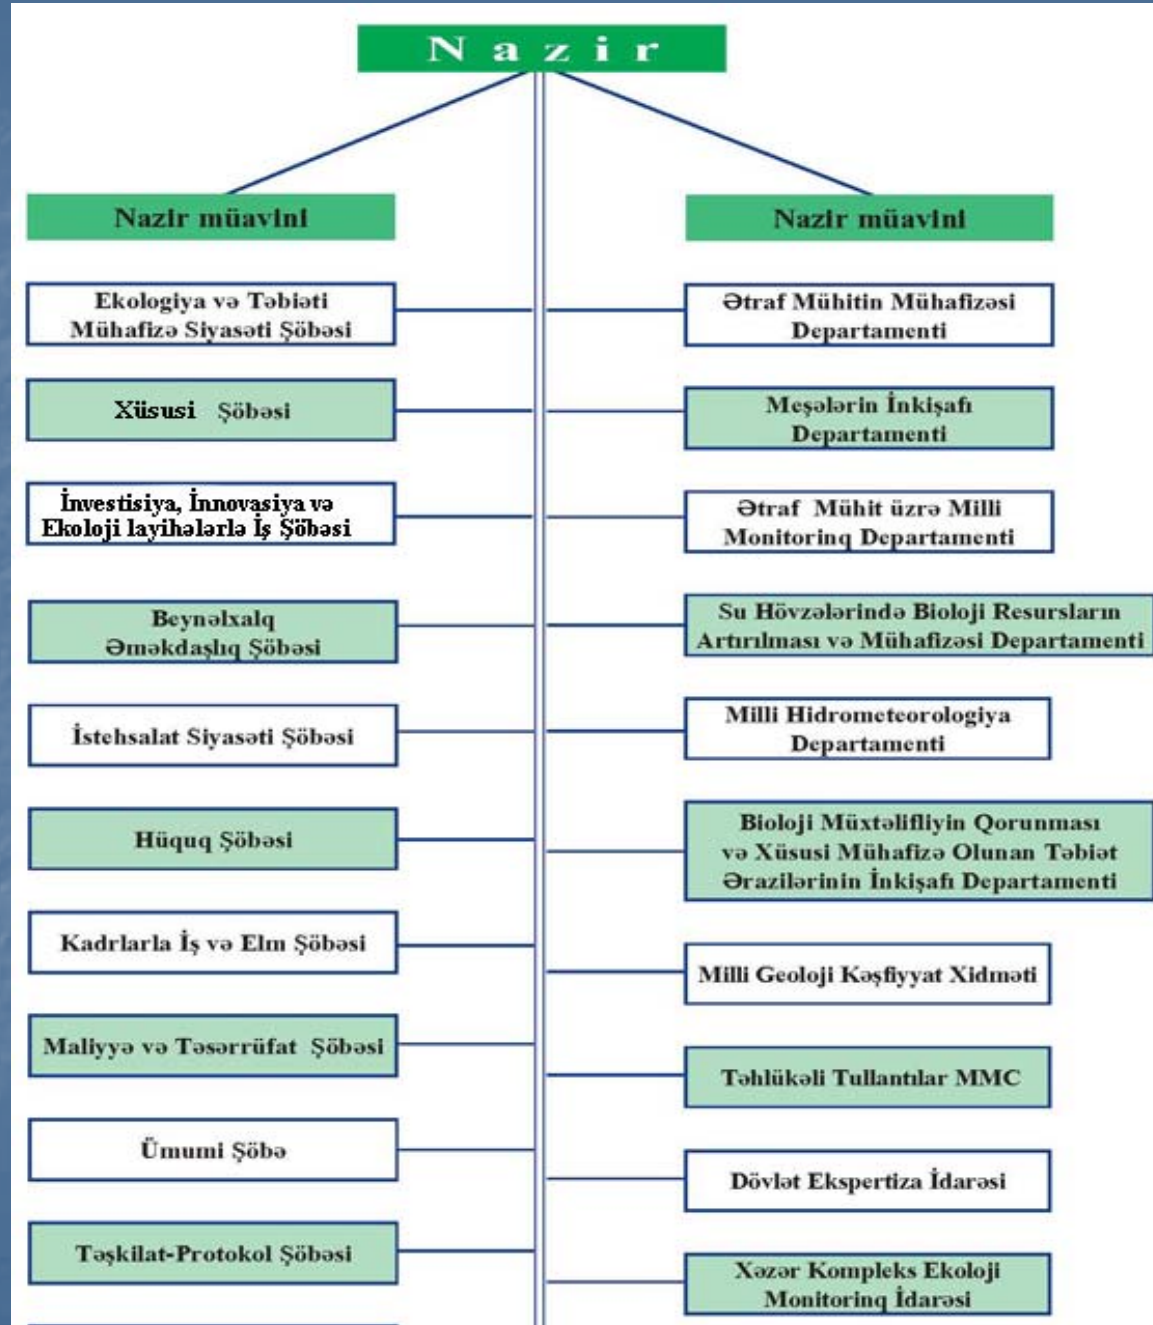 Nazir
Nazir müavini
Ekologiya və Təbiəti
Mühafizə Siyasəti Şöbəsi
Xüsusi Şöbəsi
İnvestisiya, İnnovasiya və
Ekoloji layihələrlə İş Şöbəsi
Beynəlxalq
Əməkdaşlıq Şöbəsi
İstehsalat Siyasəti Şöbəsi
Hüquq Şöbəsi
Kadrlarla İş və Elm Şöbəsi
Maliyyə və Təsərrüfat Şöbəsi
Ümumi Şöbə
Təşkilat-Protokol Şöbəsi
Nazir müavini
Ətraf Mühitin Mühafizəsi
Departamenti
Meşələrin İnkişafı
Departamenti
Ətraf Mühit üzrə Milli
Monitorinq Departamenti
Su Hövzələrində Bioloji Resursların
Artırılması və Mühafizəsi Departamenti
Milli Hidrometeorologiya
Departamenti
Bioloji Müxtəlifliyin Qorunması
və Xüsusi Mühafizə Olunan Təbiət
Ərazilərinin İnkişafı Departamenti
Milli Geoloji Kəşfiyyat Xidməti
Təhlükəli Tullantılar MMC
Dövlət Ekspertiza İdarəsi
Xəzər Kompleks Ekoloji
Monitorinq İdarəsi